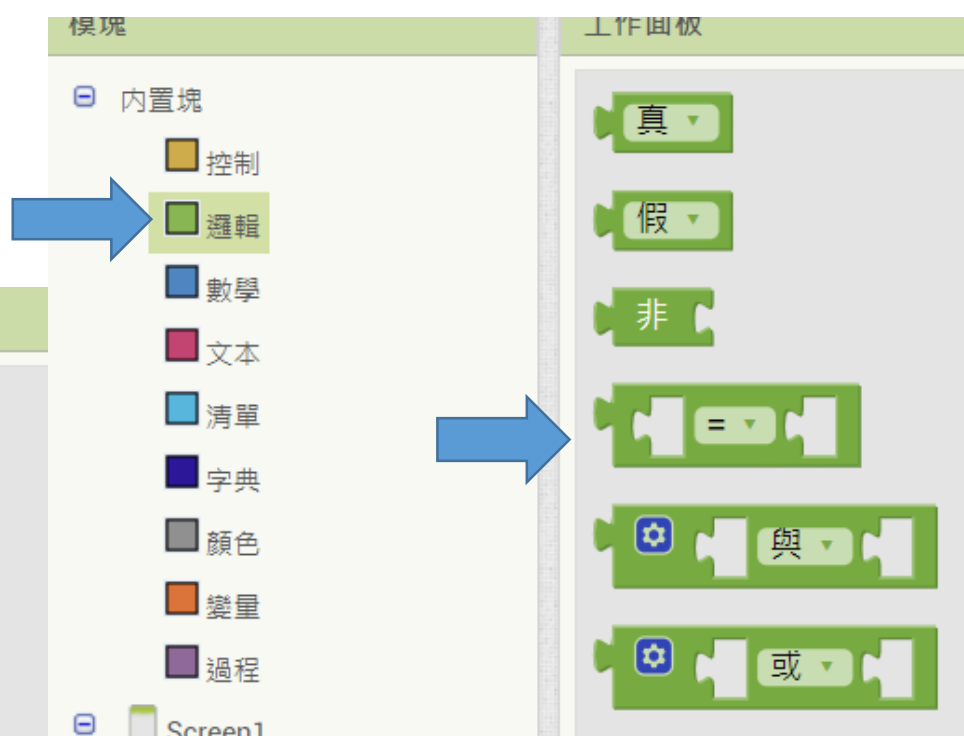 模塊
內置塊
控制
邏輯
數學
文本
清單
字典
顏色
變量
過程
Screen1
工作面板
真
假
非
=
與
或